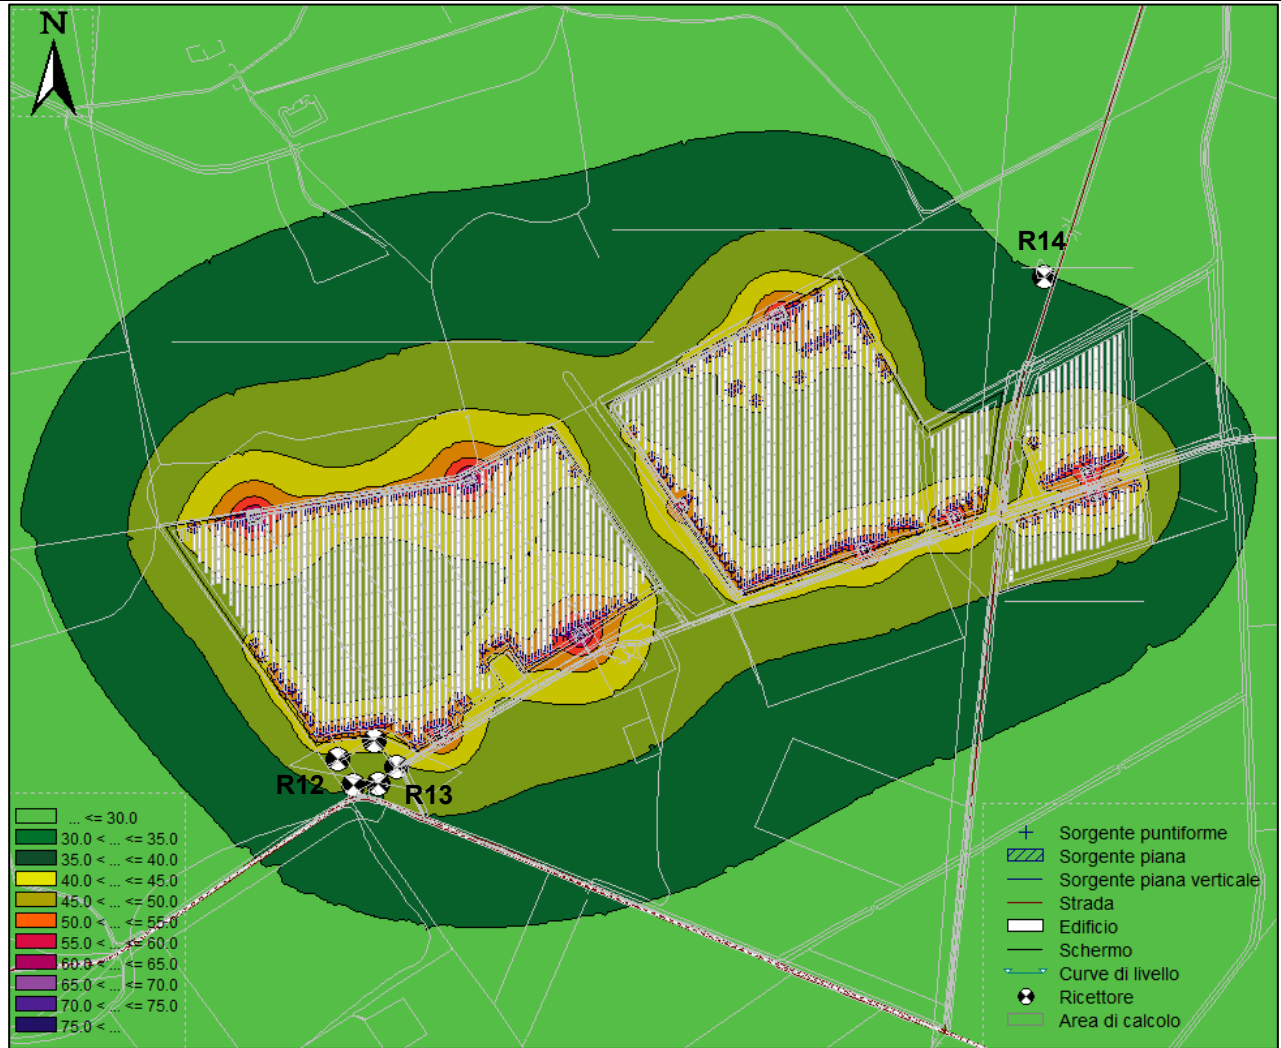 N
R14
R12
R13
... <= 30.0
30.0 < ... <= 35.0
35.0 < ... <= 40.0
40.0 < ... <= 45.0
45.0 < ... <= 50.0
50.0 < ... <= 55.0
55.0 < ... <= 60.0
60.0 < ... <= 65.0
65.0 < ... <= 70.0
70.0 < ... <= 75.0
75.0 < ...
Sorgente puntiforme
Sorgente piana
Sorgente piana verticale
Strada
Edificio
Schermo
Curve di livello
Ricettore
Area di calcolo